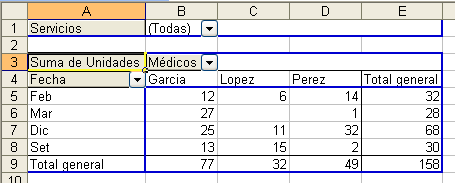 A B C D E
1 Servicios (Todas)
2
3 Suma de Unidades Médicos
4 Fecha Garcia Lopez Perez Total general
5 Feb 12 6 14 32
6 Mar 27 1 28
7 Dic 25 11 32 68
8 Set 13 15 2 30
9 Total general 77 32 49 158
10